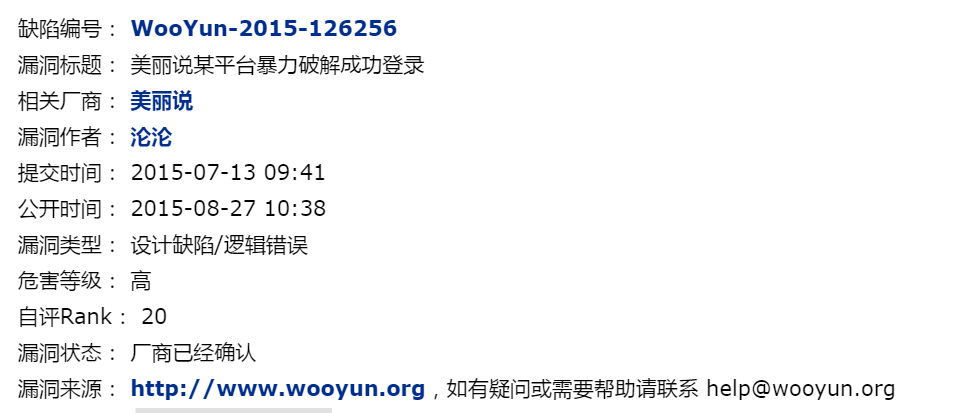 缺陷编号： WooYun-2015-126256
漏洞标题： 美丽说某平台暴力破解成功登录
相关厂商： 美丽说
漏洞作者： 沦沦
提交时间： 2015-07-13 09:41
公开时间： 2015-08-27 10:38
漏洞类型： 设计缺陷/逻辑错误
危害等级： 高
自评Rank： 20
漏洞状态： 厂商已经确认
漏洞来源： http://www.wooyun.org，如有疑问或需要帮助请联系 help@wooyun.org